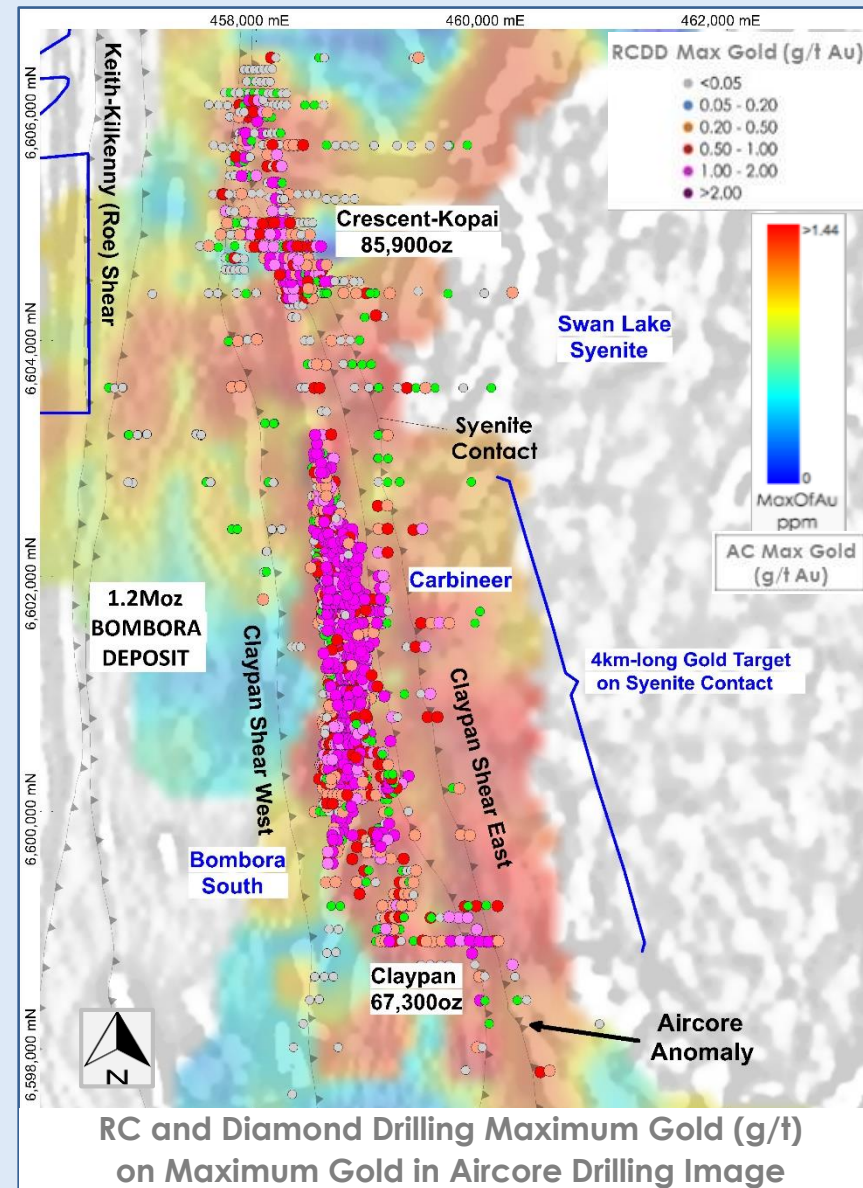 458,000 mE
460,000 mE
462,000 mE
RCDD Max Gold (g/t Au)
<0.05
0.05 - 0.20
0.20 - 0.50
0.50 - 1.00
1.00 - 2.00
>2.00
6,696,000 mN
Keith-Kilkenny (Roe) Shear
Crescent-Kopai
85,900oz
>1.44
0
MaxOfAu
ppm
AC Max Gold
(g/t Au)
6,604,000 mN
Swan Lake
Syenite
Syenite
Contact
6,602,000 mN
1.2Moz
BOMBORA
DEPOSIT
Carbineer
Claypan Shear West
4km-long Gold Target
on Syenite Contact
Claypan Shear East
6,600,000 mN
Bombora
South
Claypan
67,300oz
6,598,000 mN
Z
Aircore
Anomaly
RC and Diamond Drilling Maximum Gold (g/t)
on Maximum Gold in Aircore Drilling Image